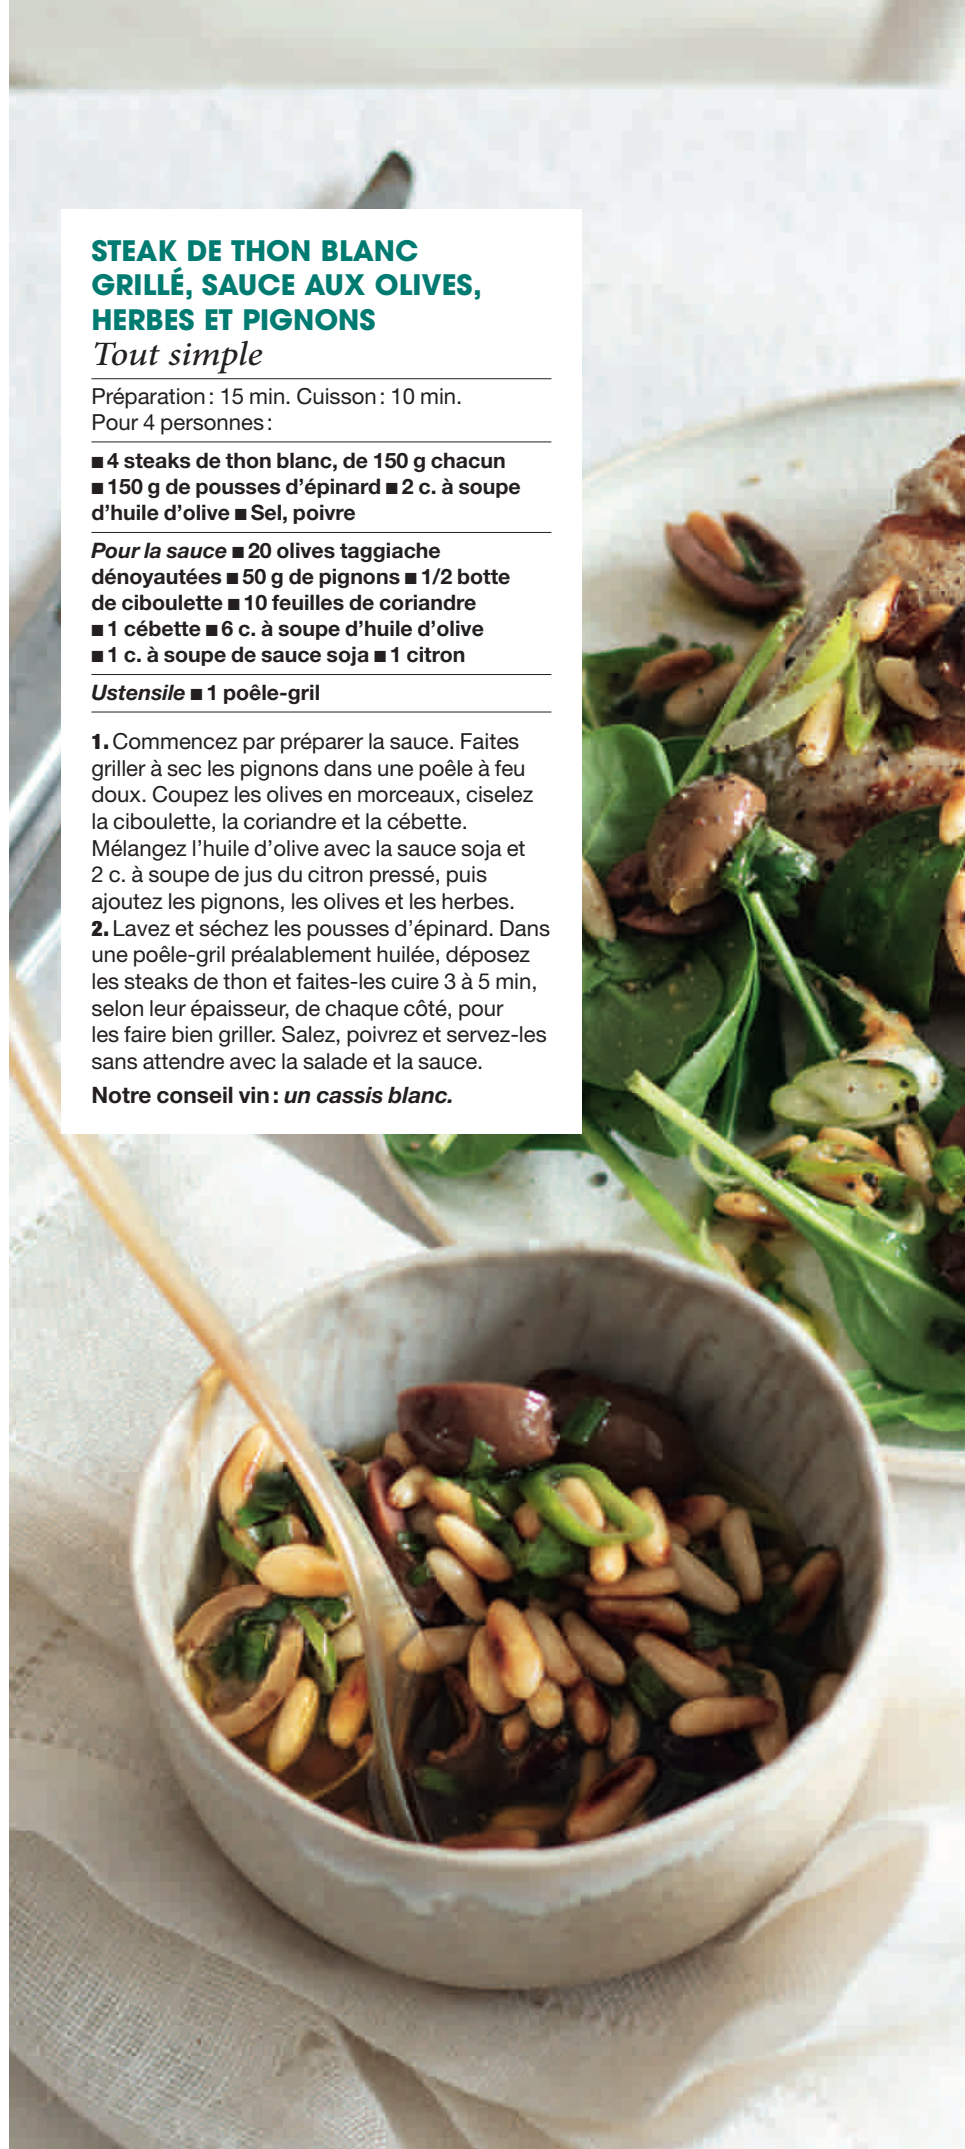 STEAK DE THON BLANC
GRILLÉ, SAUCE AUX OLIVES,
HERBES ET PIGNONS
Tout simple
Préparation : 15 min. Cuisson : 10 min.
Pour 4 personnes :
■ 4 steaks de thon blanc, de 150 g chacun
■ 150 g de pousses d’épinard ■ 2 c. à soupe
d’huile d’olive ■ Sel, poivre
Pour la sauce ■ 20 olives taggiache
dénoyautées ■ 50 g de pignons ■ 1/2 botte
de ciboulette ■ 10 feuilles de coriandre
■ 1 cébette ■ 6 c. à soupe d’huile d’olive
■ 1 c. à soupe de sauce soja ■ 1 citron
Ustensile ■ 1 poêle-gril
1. Commencez par préparer la sauce. Faites
griller à sec les pignons dans une poêle à feu
doux. Coupez les olives en morceaux, ciselez
la ciboulette, la coriandre et la cébette.
Mélangez l’huile d’olive avec la sauce soja et
2 c. à soupe de jus du citron pressé, puis
ajoutez les pignons, les olives et les herbes.
2. Lavez et séchez les pousses d’épinard. Dans
une poêle-gril préalablement huilée, déposez
les steaks de thon et faites-les cuire 3 à 5 min,
selon leur épaisseur, de chaque côté, pour
les faire bien griller. Salez, poivrez et servez-les
sans attendre avec la salade et la sauce.
Notre conseil vin : un cassis blanc.